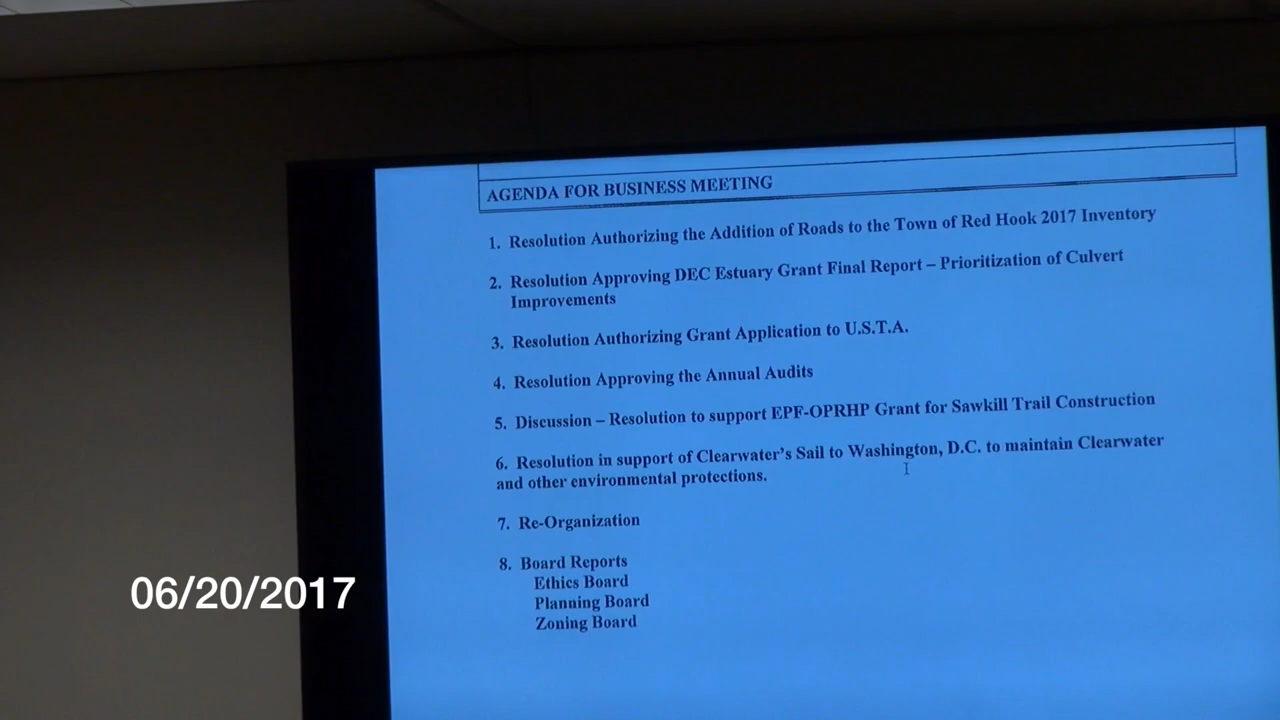 AGENDA FOR BUSINESS MEETING
1. Resolution Authorizing the Addition of Roads to the Town of Red Hook 2017 Inventory
2. Resolution Approving DEC Estuary Grant Final Report – Prioritization of Culvert
Improvements
3. Resolution Authorizing Grant Application to U.S.T.A.
4. Resolution Approving the Annual Audits
5. Discussion – Resolution to support EPF-OPRHP Grant for Sawkill Trail Construction
6. Resolution in support of Clearwater's Sail to Washington, D.C. to maintain Clearwater
and other environmental protections.
7. Re-Organization
8. Board Reports
Ethics Board
Planning Board
Zoning Board
06/20/2017